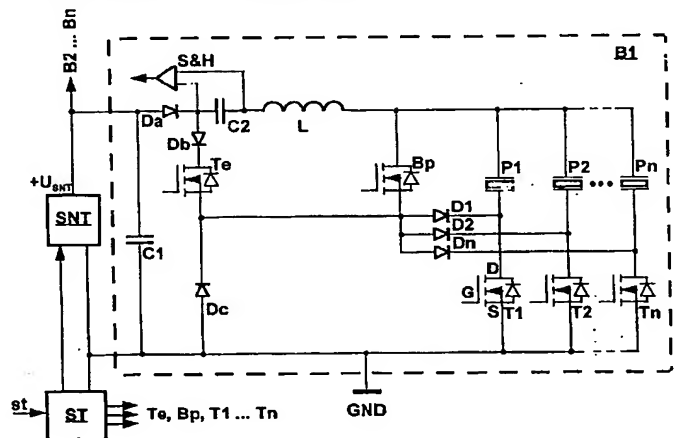 B2 ... Bn
B1
S&H
Da
C2
L
Db
Te
Bp
P1
P2
Pn
+U_SNT
SNT
C1
D1
D2
Dn
D
G
S
T1
T2
Tn
Dc
st
ST
Te, Bp, T1 ... Tn
GND